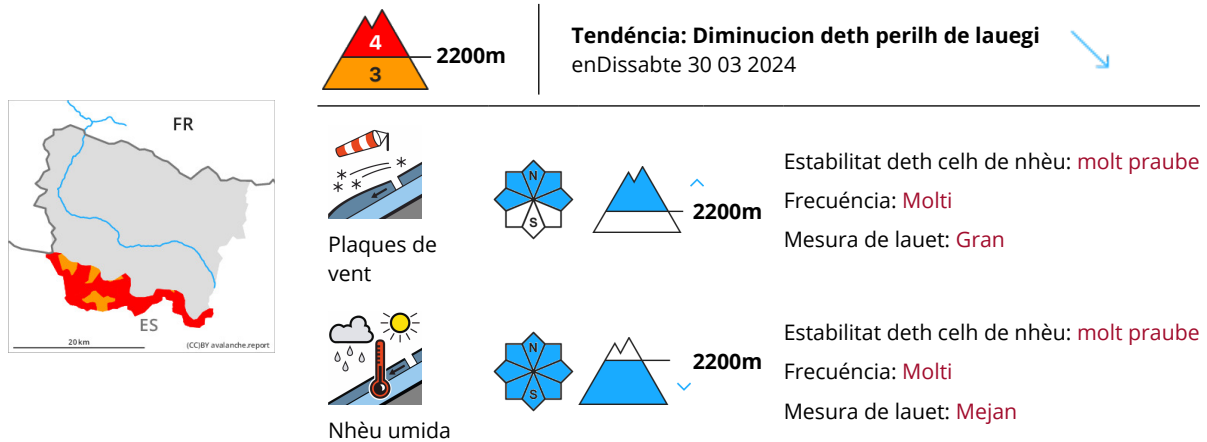 4
3
2200m
Tendéncia: Diminucion deth perilh de lauegi
enDissabte 30 03 2024
FR
ES
20 km
(CC)BY avalanche.report
N
S
2200m
Plaques de
vent
Estabilitat deth celh de nhèu: molt praube
Frecuéncia: Molti
Mesura de lauet: Gran
N
S
2200m
Nhèu umida
Estabilitat deth celh de nhèu: molt praube
Frecuéncia: Molti
Mesura de lauet: Mejan